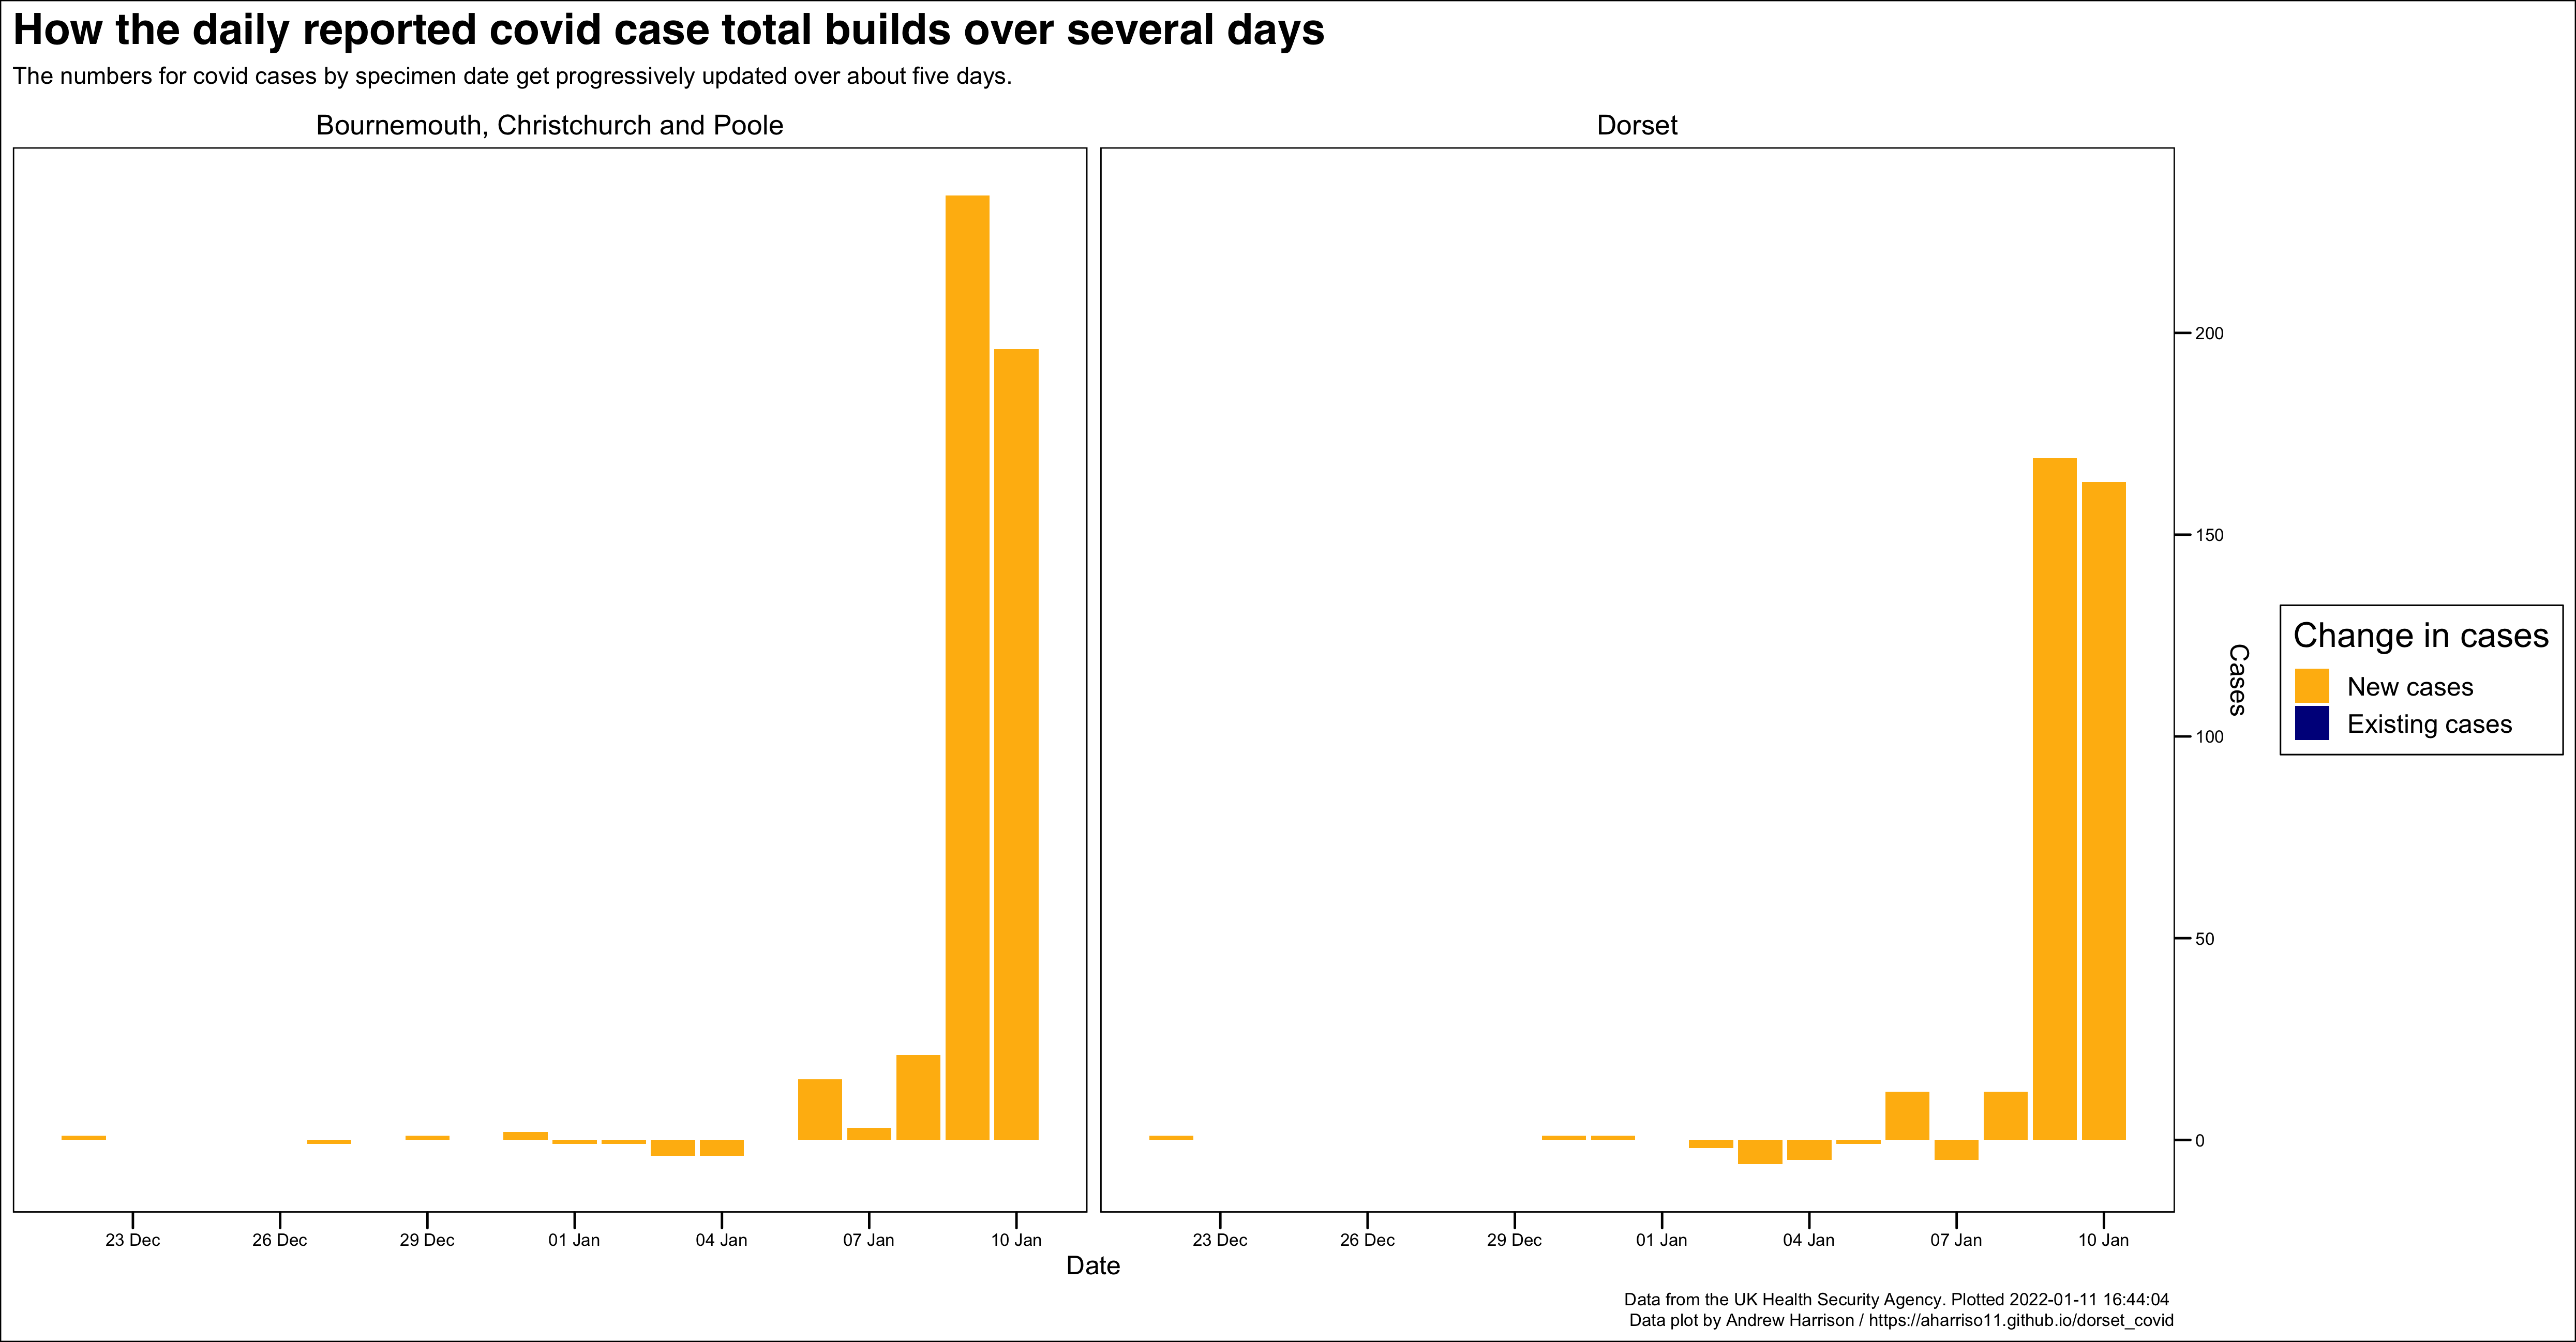 How the daily reported covid case total builds over several days
The numbers for covid cases by specimen date get progressively updated over about five days.
Bournemouth, Christchurch and Poole
Dorset
200
150
100
50
0
Cases
Change in cases
New cases
Existing cases
23 Dec 26 Dec 29 Dec 01 Jan 04 Jan 07 Jan 10 Jan
23 Dec 26 Dec 29 Dec 01 Jan 04 Jan 07 Jan 10 Jan
Date
Data from the UK Health Security Agency. Plotted 2022-01-11 16:44:04
Data plot by Andrew Harrison / https://aharriso11.github.io/dorset_covid